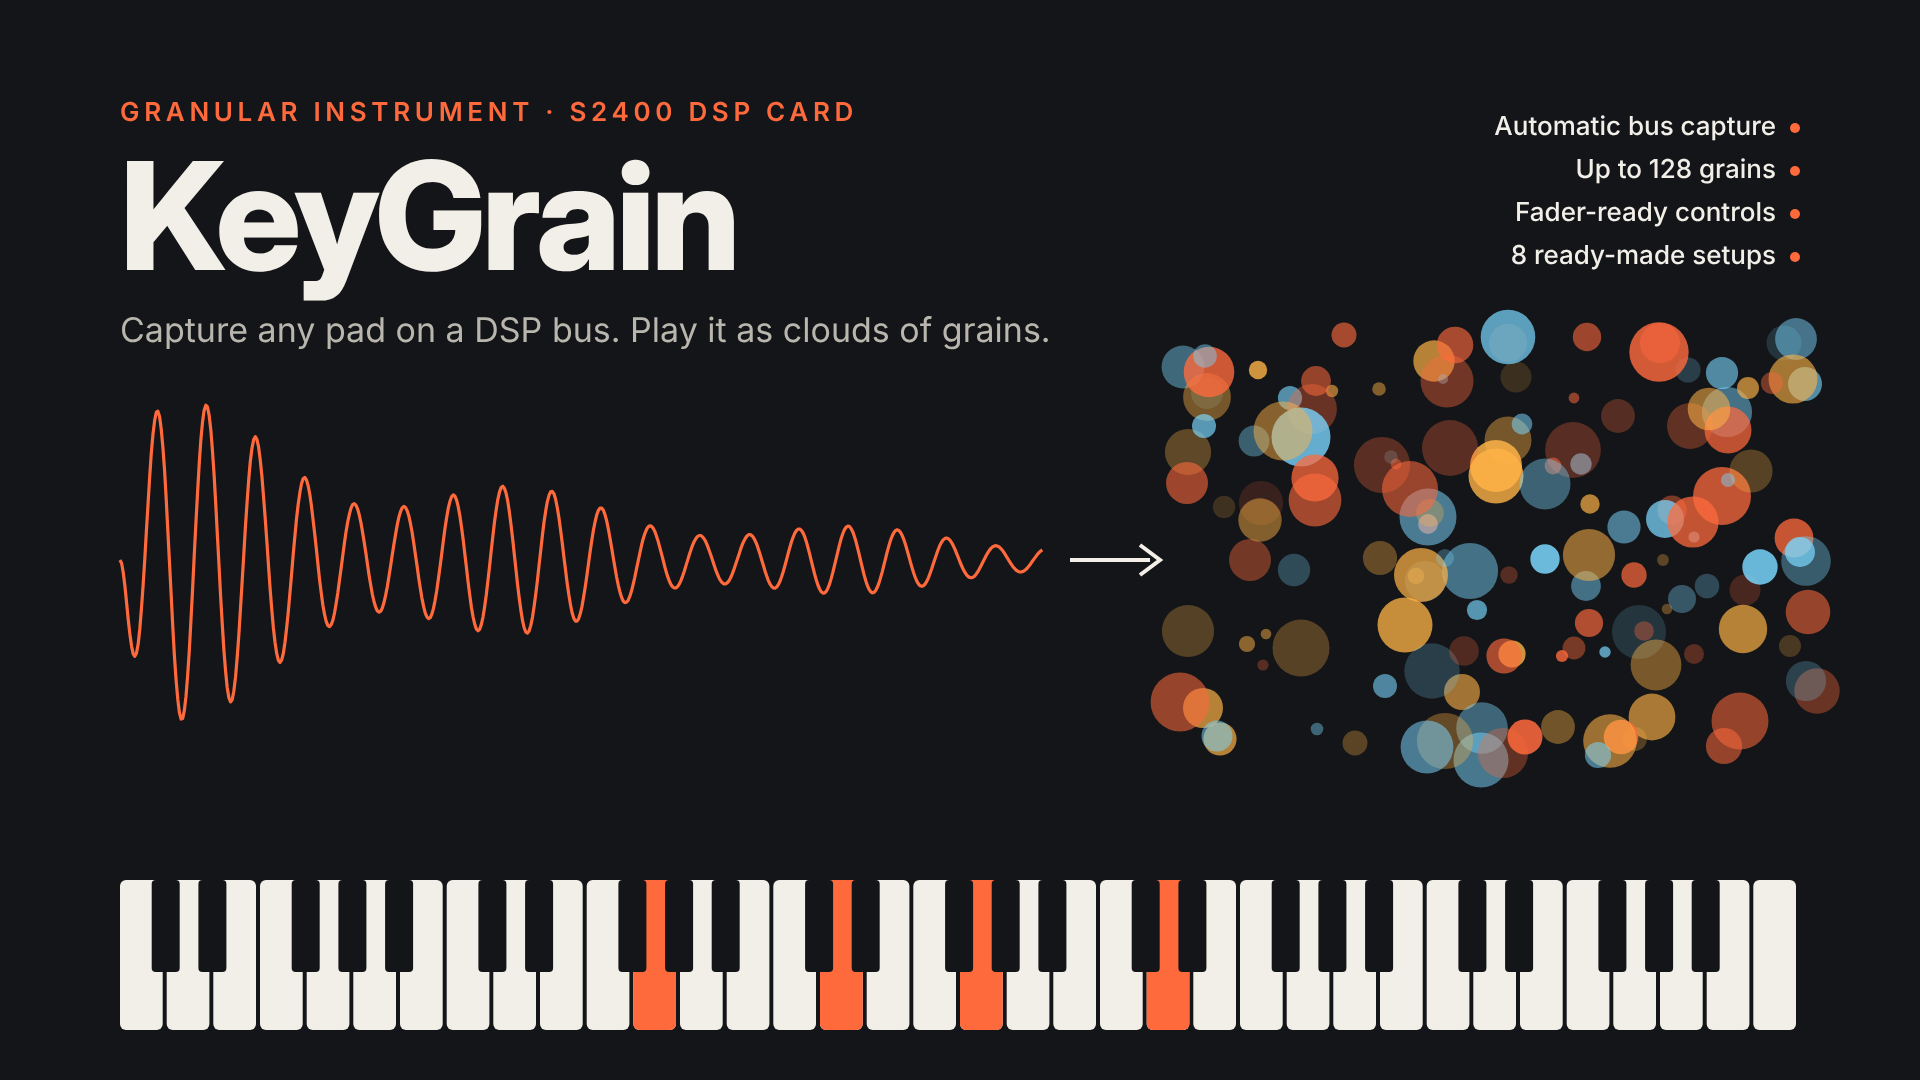 GRANULAR INSTRUMENT · S2400 DSP CARD
KeyGrain
Capture any pad on a DSP bus. Play it as clouds of grains.
Automatic bus capture
Up to 128 grains
Fader-ready controls
8 ready-made setups